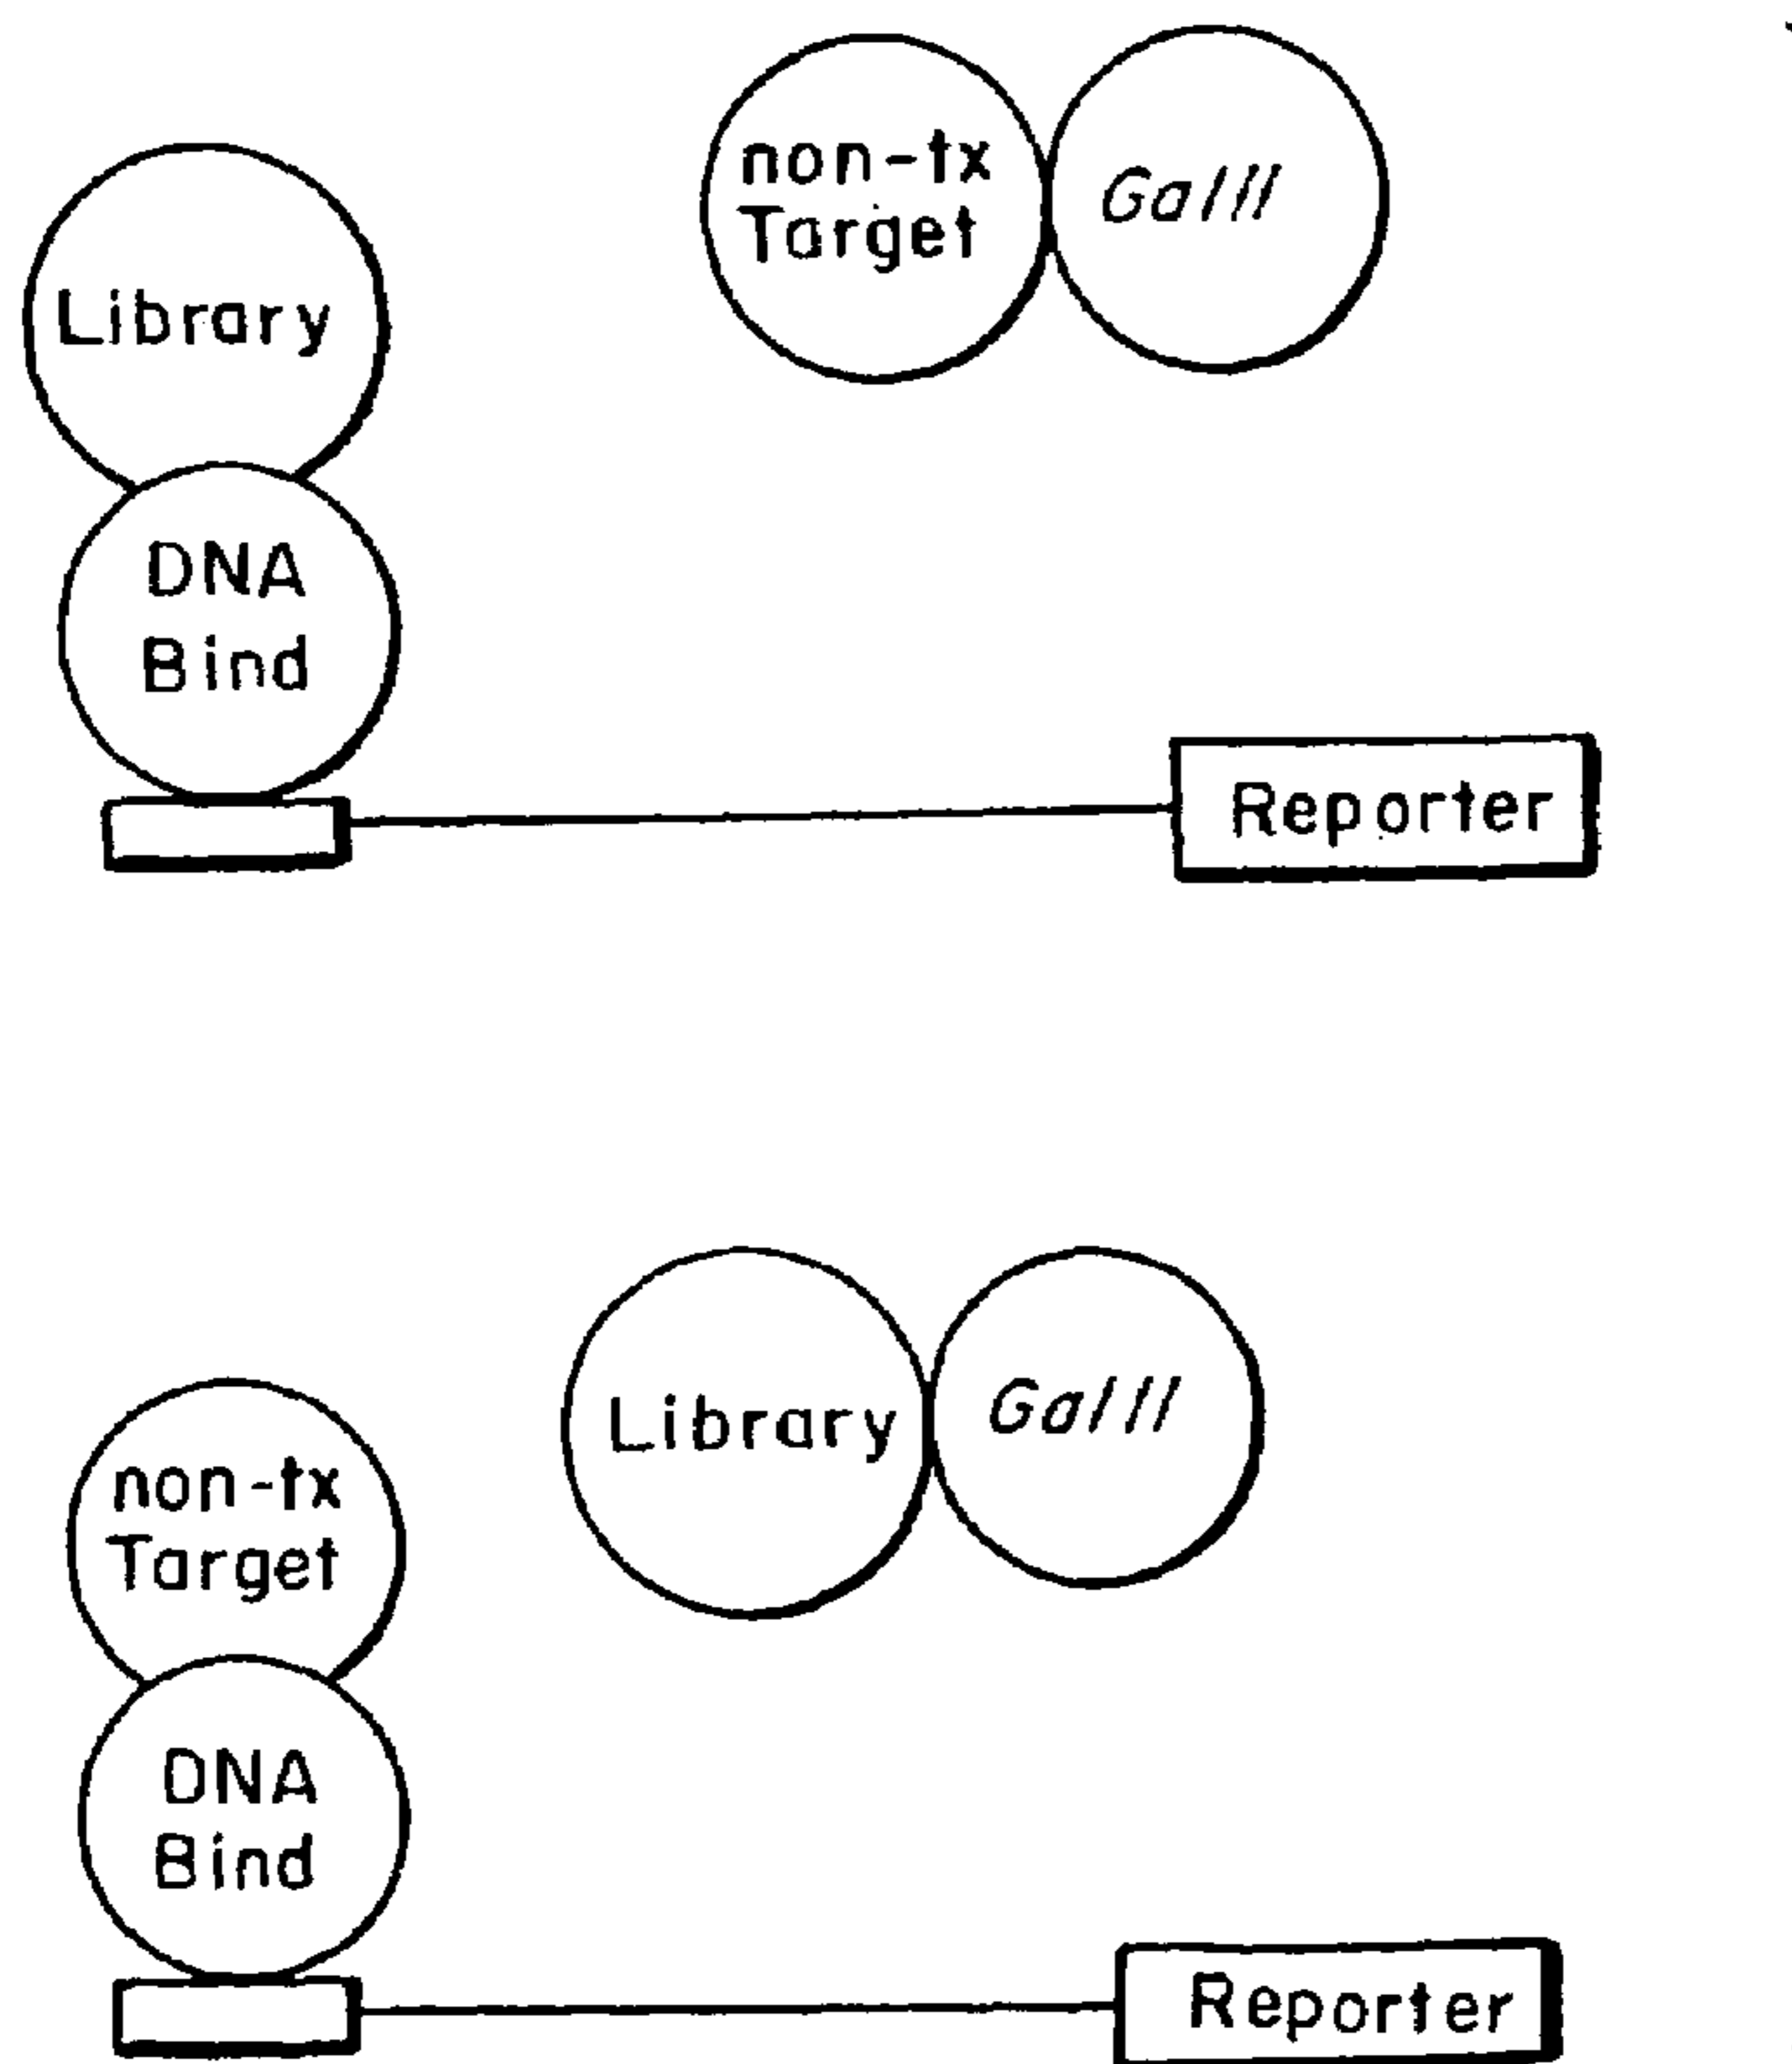 non-tx
Target
Gal11
Library
DNA
Bind
Reporter
Library
Gal11
non-tx
Target
DNA
Bind
Reporter